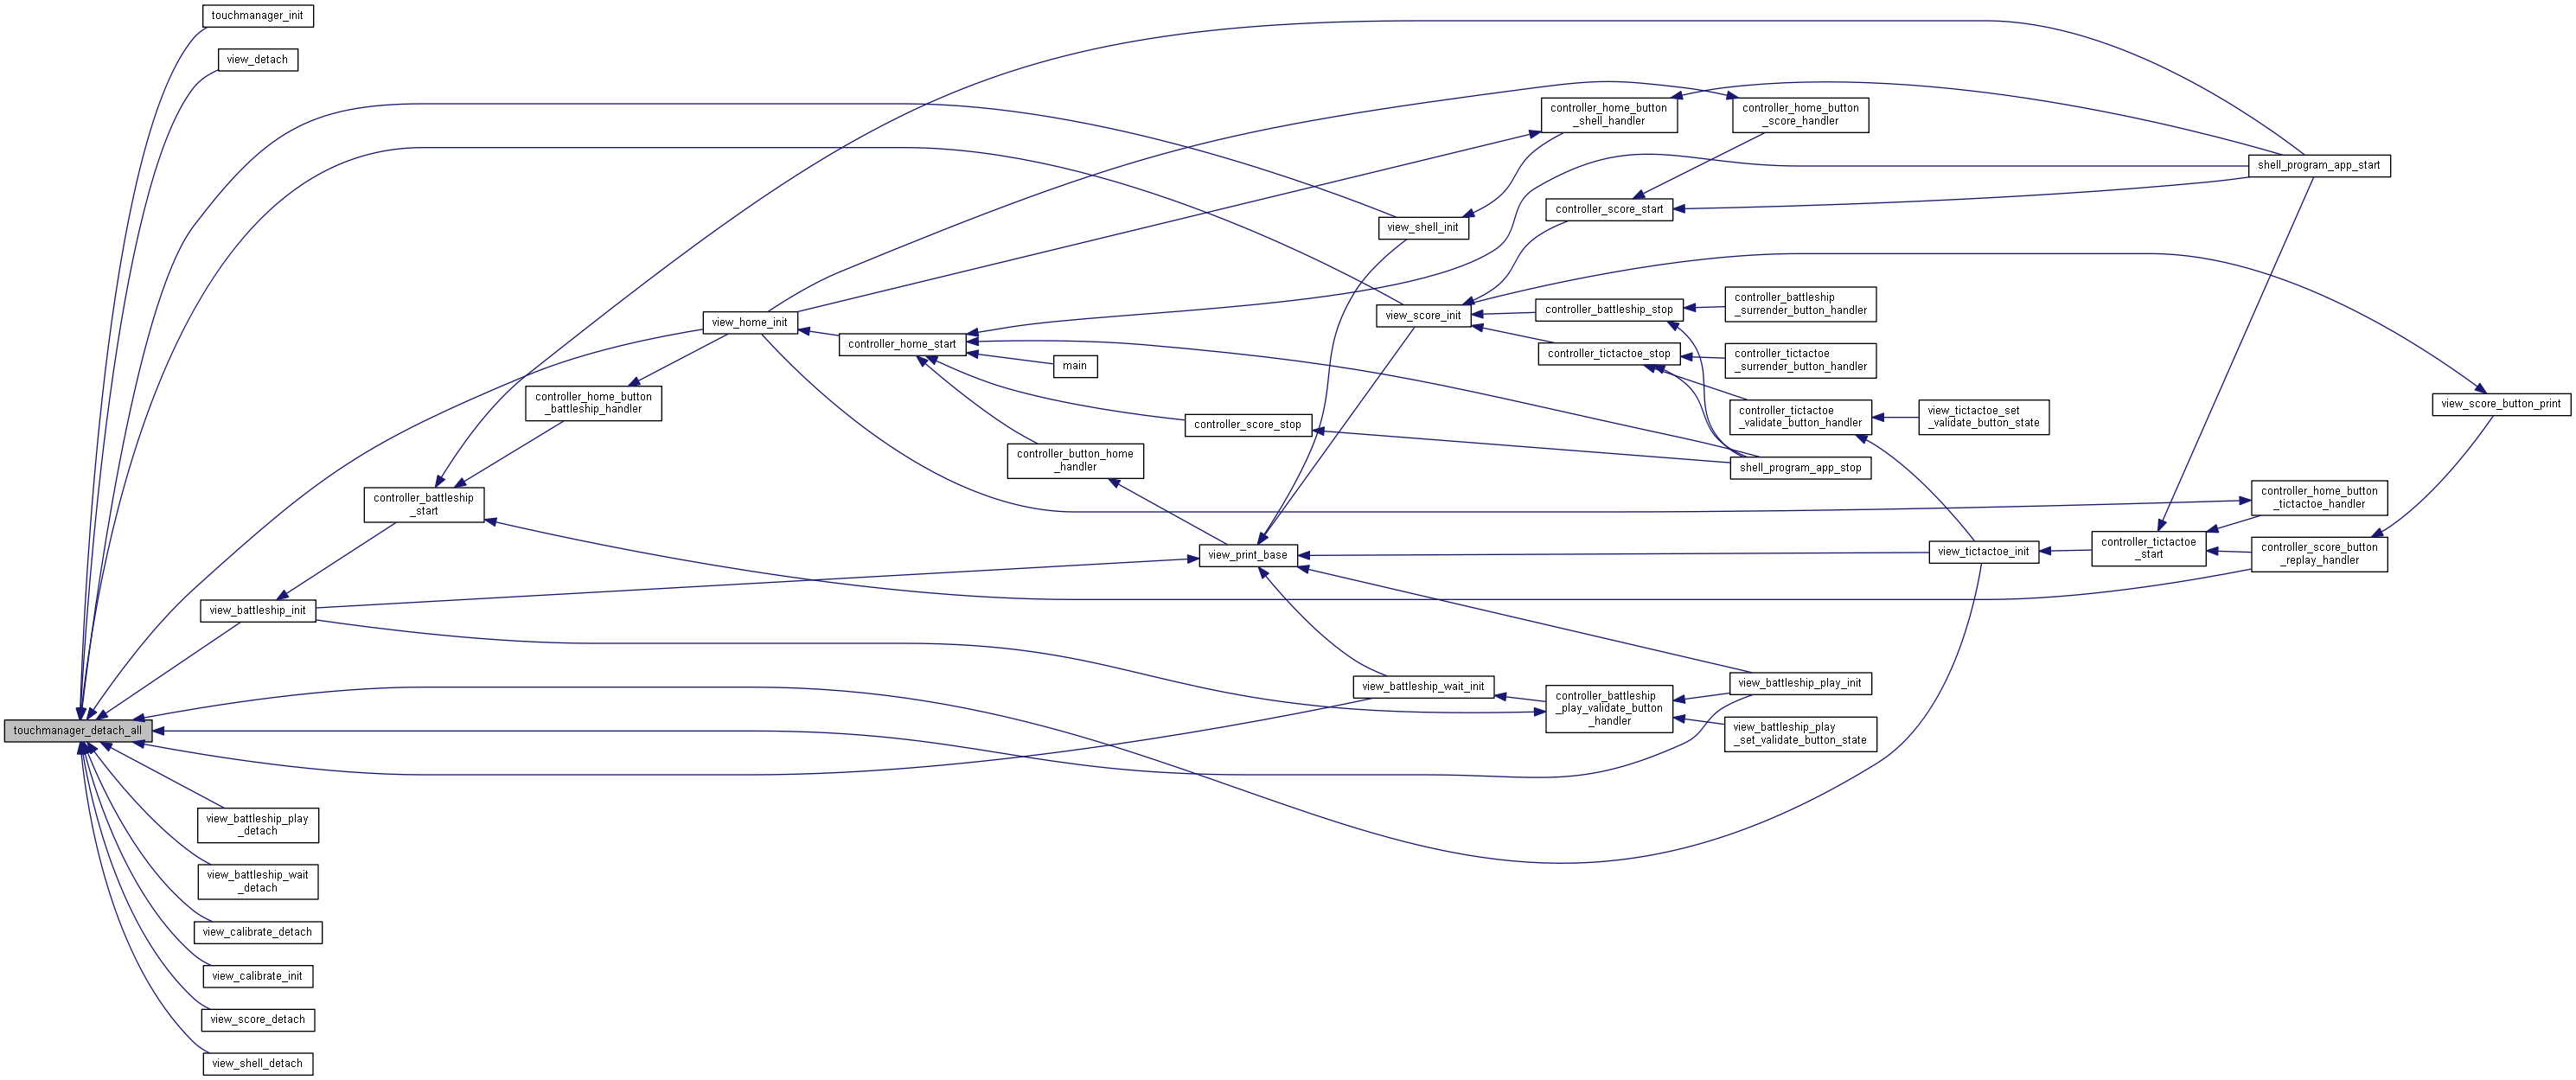 touchmanager_init
view_detach
controller_home_button
_shell_handler
controller_home_button
_score_handler
shell_program_app_start
controller_score_start
view_shell_init
view_home_init
controller_home_start
view_score_init
controller_battleship_stop
controller_battleship
_surrender_button_handler
controller_tictactoe_stop
controller_tictactoe
_surrender_button_handler
main
controller_home_button
_battleship_handler
controller_score_stop
controller_tictactoe
_validate_button_handler
view_tictactoe_set
_validate_button_state
view_score_button_print
controller_button_home
_handler
shell_program_app_stop
controller_battleship
_start
controller_home_button
_tictactoe_handler
view_print_base
view_tictactoe_init
controller_tictactoe
_start
controller_score_button
_replay_handler
view_battleship_init
view_battleship_wait_init
controller_battleship
_play_validate_button
_handler
view_battleship_play_init
view_battleship_play
_set_validate_button_state
touchmanager_detach_all
view_battleship_play
_detach
view_battleship_wait
_detach
view_calibrate_detach
view_calibrate_init
view_score_detach
view_shell_detach